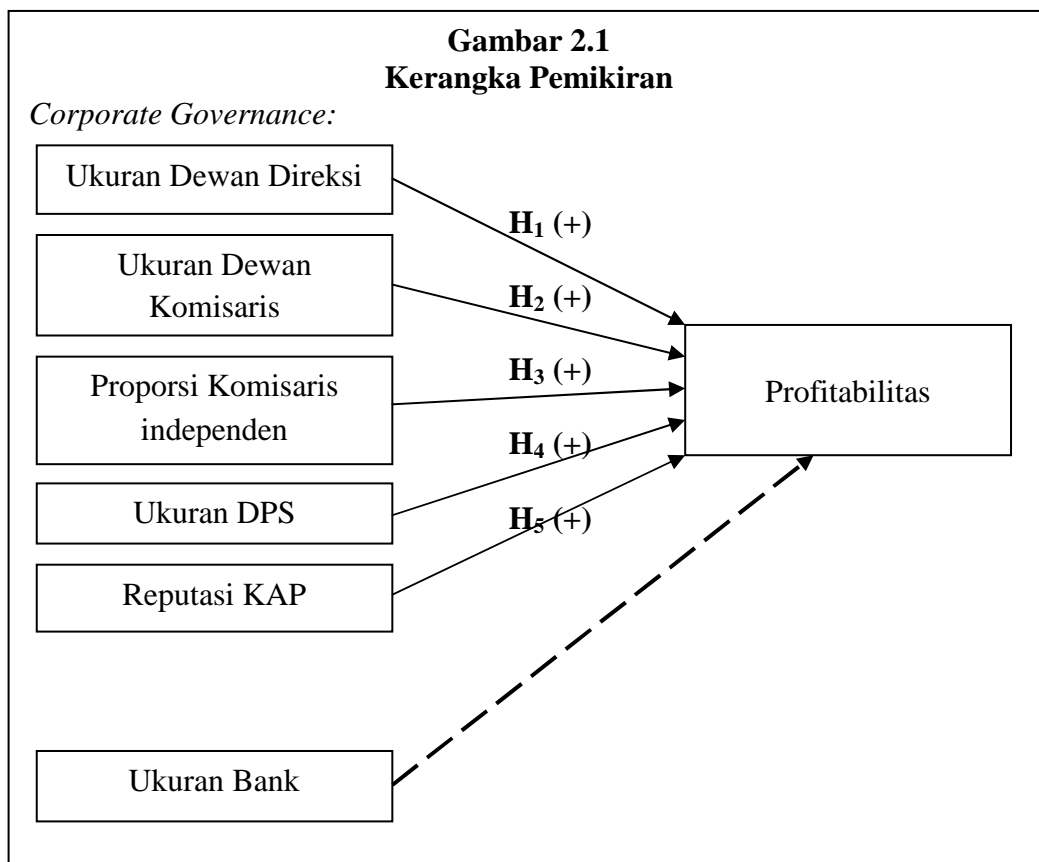 Gambar 2.1
Kerangka Pemikiran
Corporate Governance:
Ukuran Dewan Direksi
H₁ (+)
Ukuran Dewan
Komisaris
H₂ (+)
Proporsi Komisaris
independen
H₃ (+)
Profitabilitas
Ukuran DPS
H₄ (+)
Reputasi KAP
H₅ (+)
Ukuran Bank